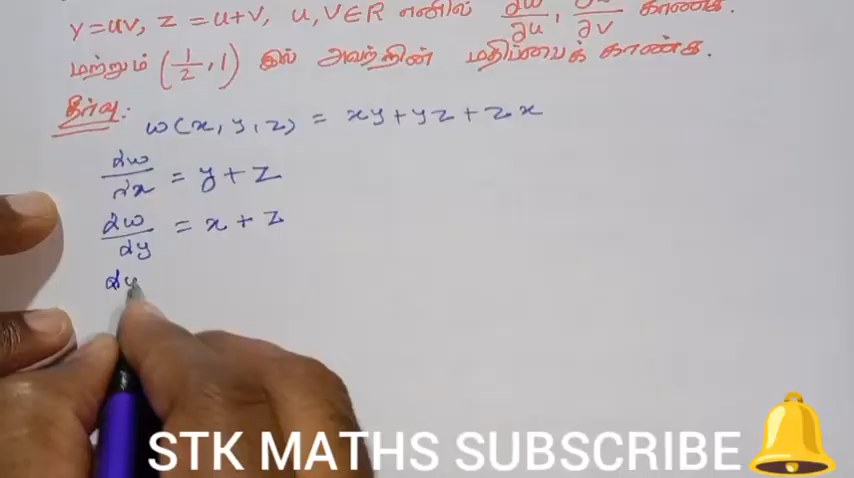 y=uv, z = u+v, u, v∈R எனில் ∂w/∂u, ∂w/∂v காண்க.
மற்றும் (1/2, 1) இல் அவற்றின் மதிப்பைக் காண்க.
தீர்வு:
w(x, y, z) = xy+yz+zx
∂w/∂x = y+z
∂w/∂y = x+z
STK MATHS SUBSCRIBE